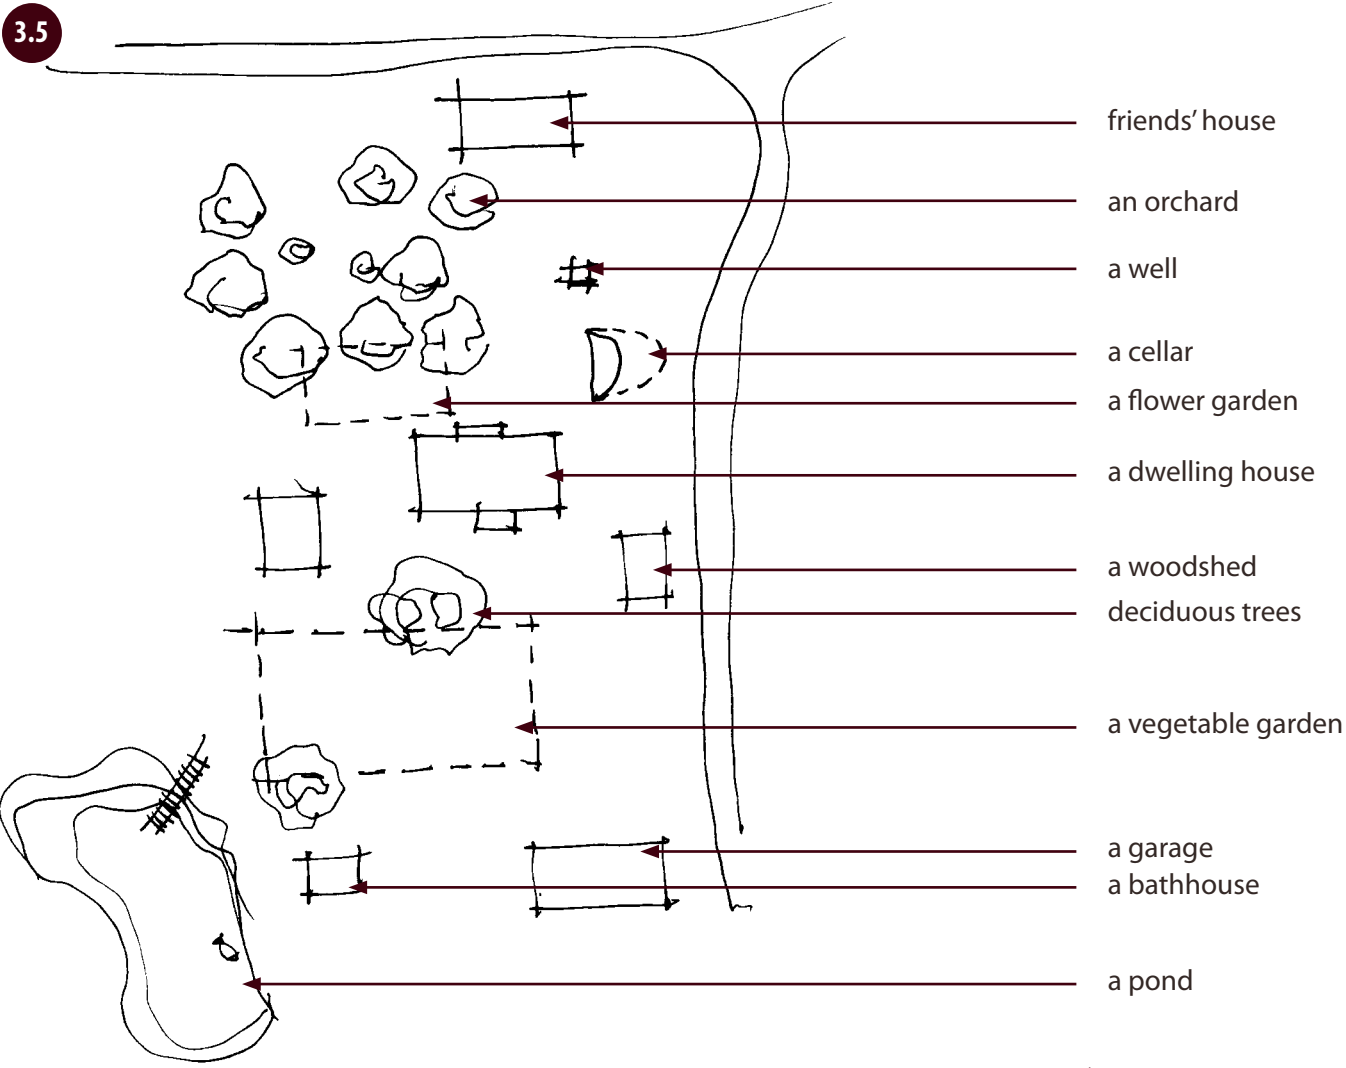 3.5
friends’ house
an orchard
a well
a cellar
a flower garden
a dwelling house
a woodshed
deciduous trees
a vegetable garden
a garage
a bathhouse
a pond